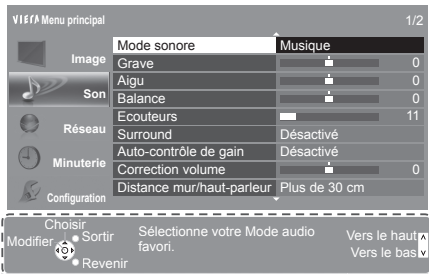 VIErA Menu principal 1/2
Image
Son
Réseau
Minuterie
Configuration
Mode sonore Musique
Grave 0
Aigu 0
Balance 0
Ecouteurs 11
Surround Désactivé
Auto-contrôle de gain Désactivé
Correction volume 0
Distance mur/haut-parleur Plus de 30 cm
Choisir
Modifier
Sortir
Revenir
Sélectionne votre Mode audio
favori.
Vers le haut
Vers le bas